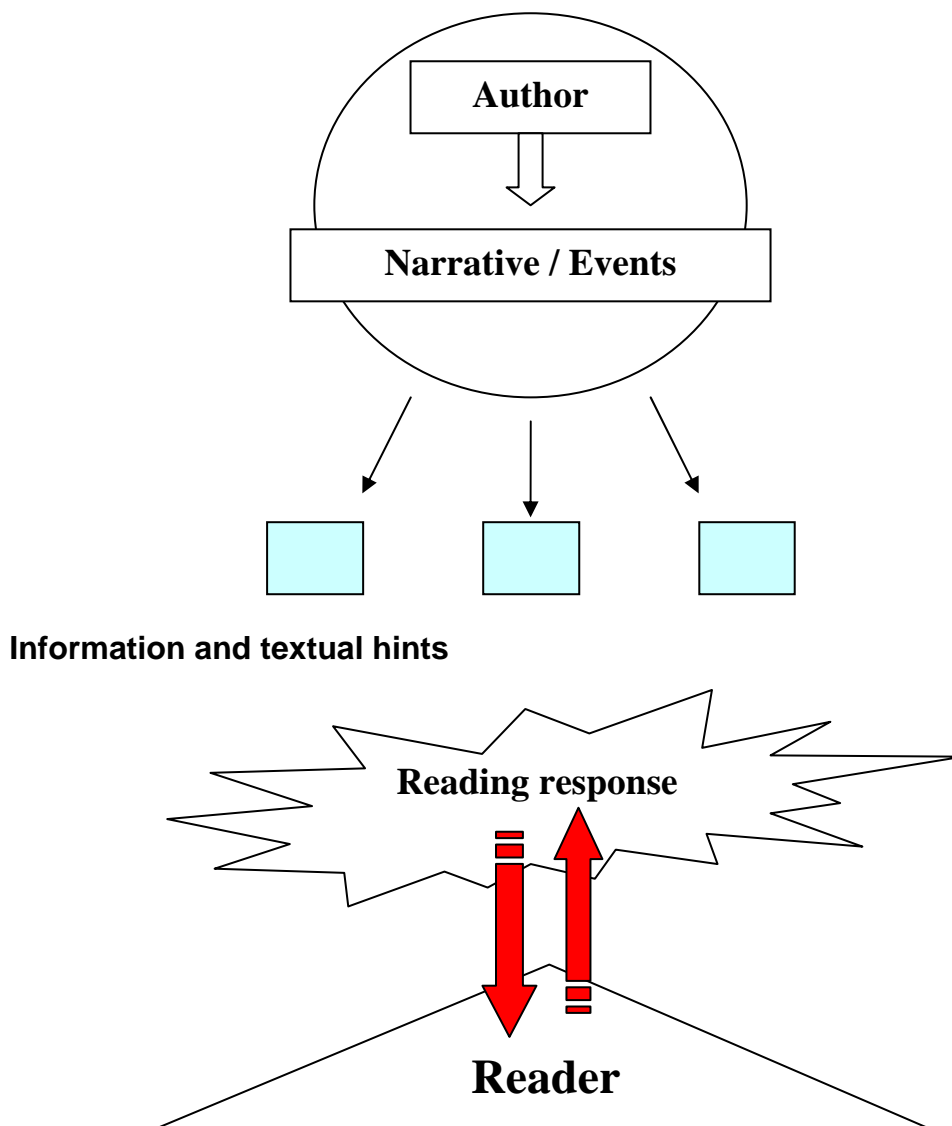 Author
Narrative / Events
Information and textual hints
Reading response
Reader